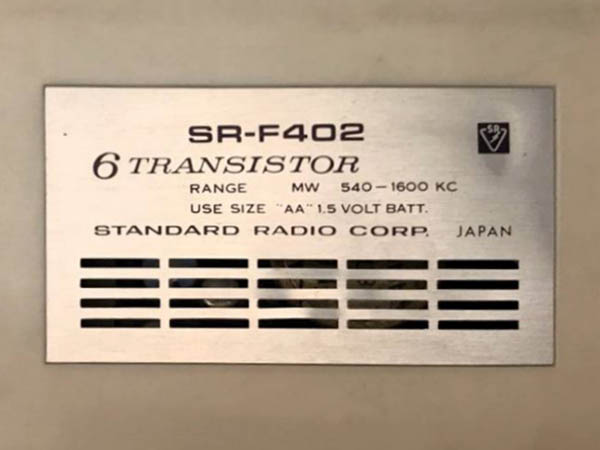 SR-F402
SR
6 TRANSISTOR
RANGE MW 540-1600 KC
USE SIZE "AA" 1.5 VOLT BATT.
STANDARD RADIO CORP. JAPAN